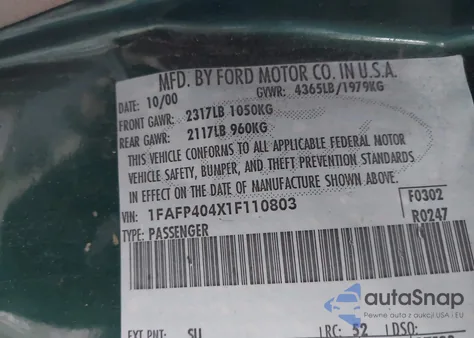 MFD. BY FORD MOTOR CO. IN U.S.A.
DATE: 10/00 GVWR: 4365LB/1979KG
FRONT GAWR: 2317LB 1050KG
REAR GAWR: 2117LB 960KG
THIS VEHICLE CONFORMS TO ALL APPLICABLE FEDERAL MOTOR
VEHICLE SAFETY, BUMPER, AND THEFT PREVENTION STANDARDS
IN EFFECT ON THE DATE OF MANUFACTURE SHOWN ABOVE.
VIN: 1FAFP404X1F110803 F0302
TYPE: PASSENGER R0247
autoSnap
Pewne auta z aukcji USA i EU
EXT PNT: SU RC: 52 DSO: